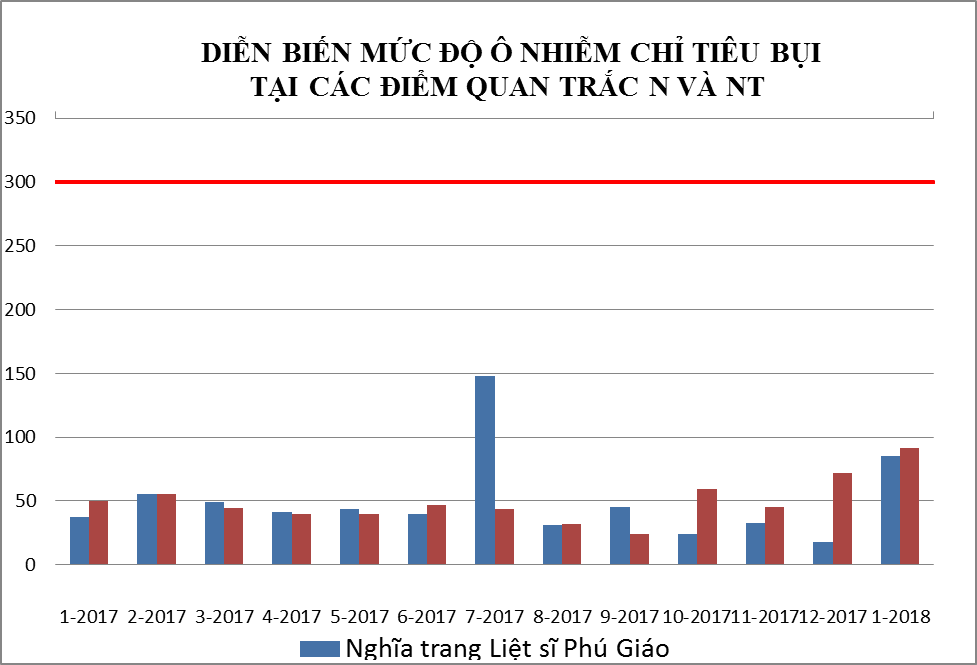 DIỄN BIẾN MỨC ĐỘ Ô NHIỄM CHỈ TIÊU BỤI
TẠI CÁC ĐIỂM QUAN TRẮC N VÀ NT
350
300
250
200
150
100
50
0
1-2017 2-2017 3-2017 4-2017 5-2017 6-2017 7-2017 8-2017 9-2017 10-2017 11-2017 12-2017 1-2018
Nghĩa trang Liệt sĩ Phú Giáo